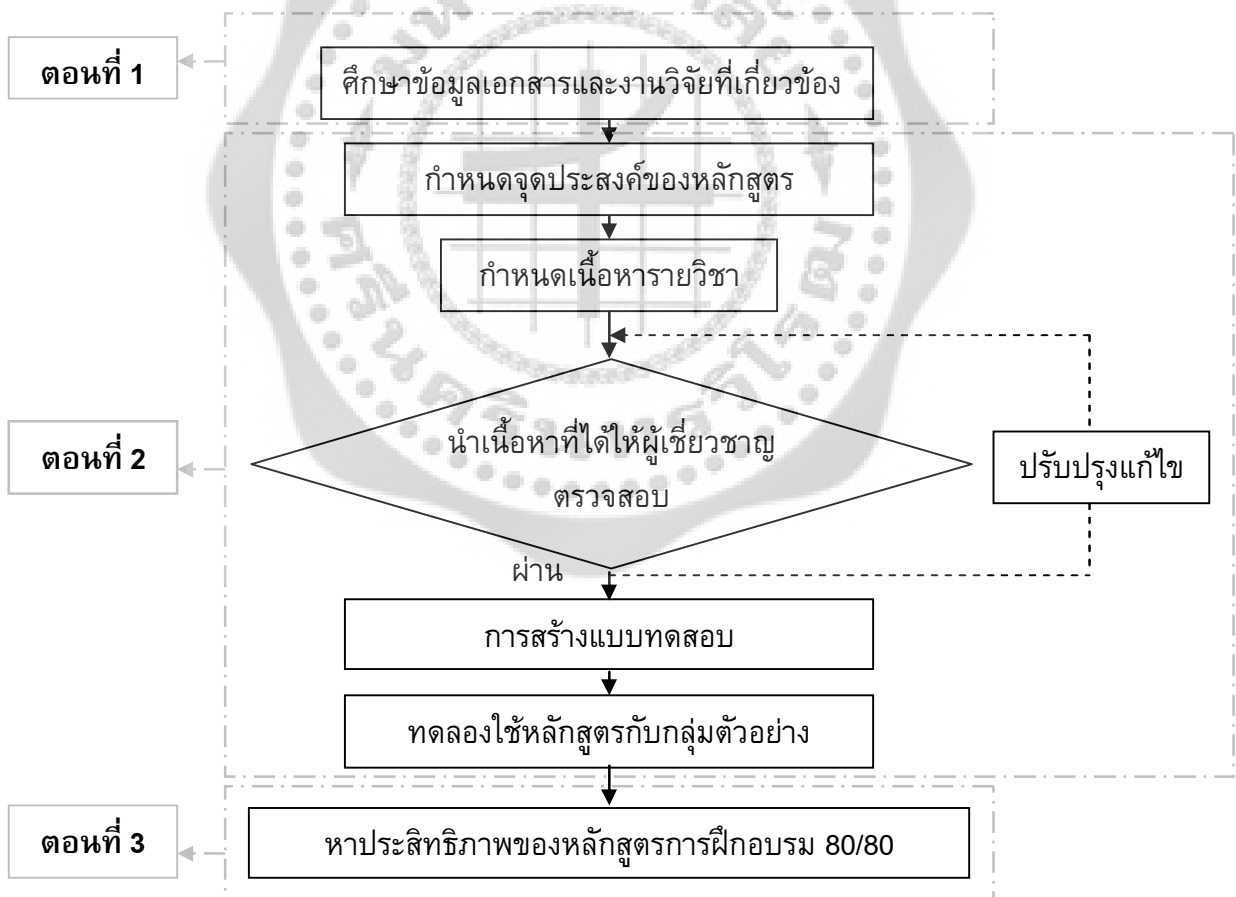 ตอนที่ 1
ศึกษาข้อมูลเอกสารและงานวิจัยที่เกี่ยวข้อง
กำหนดจุดประสงค์ของหลักสูตร
กำหนดเนื้อหารายวิชา
ตอนที่ 2
นำเนื้อหาที่ได้ให้ผู้เชี่ยวชาญ
ตรวจสอบ
ปรับปรุงแก้ไข
ผ่าน
การสร้างแบบทดสอบ
ทดลองใช้หลักสูตรกับกลุ่มตัวอย่าง
ตอนที่ 3
หาประสิทธิภาพของหลักสูตรการฝึกอบรม 80/80